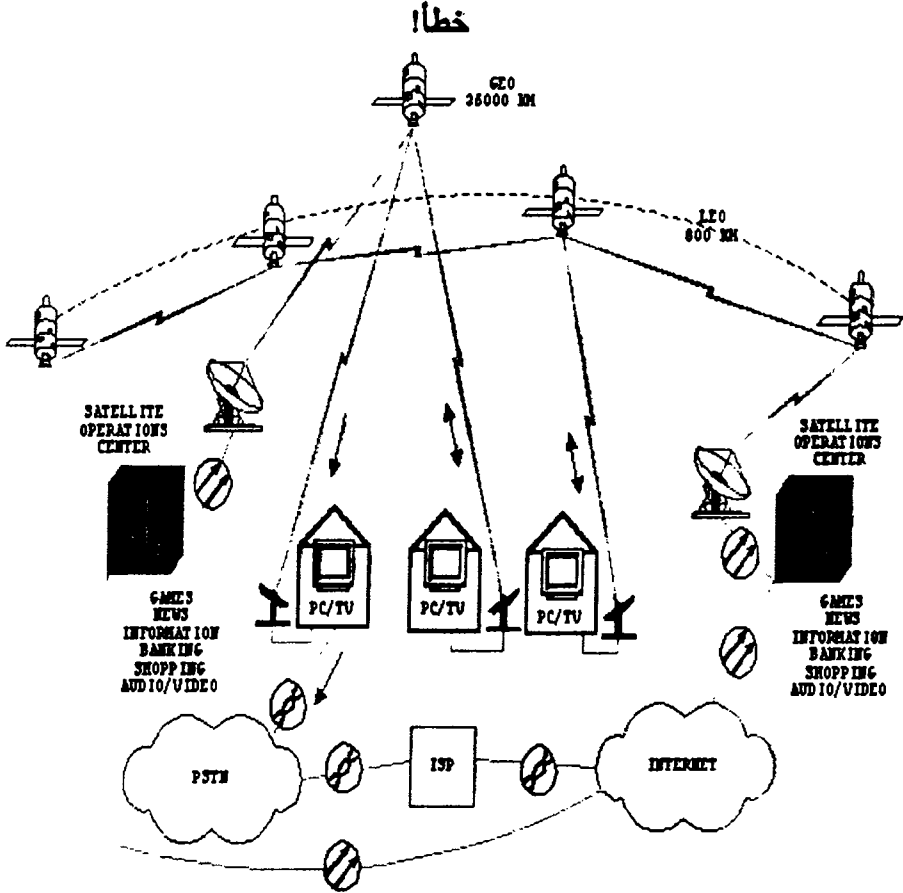 خطأ!
GEO
36000 KM
LEO
800 KM
SATELLITE
OPERATIONS
CENTER
SATELLITE
OPERATIONS
CENTER
PC/TV
PC/TV
PC/TV
GAMES
NEWS
INFORMATION
BANKING
SHOPPING
AUDIO/VIDEO
GAMES
NEWS
INFORMATION
BANKING
SHOPPING
AUDIO/VIDEO
PSTN
ISP
INTERNET